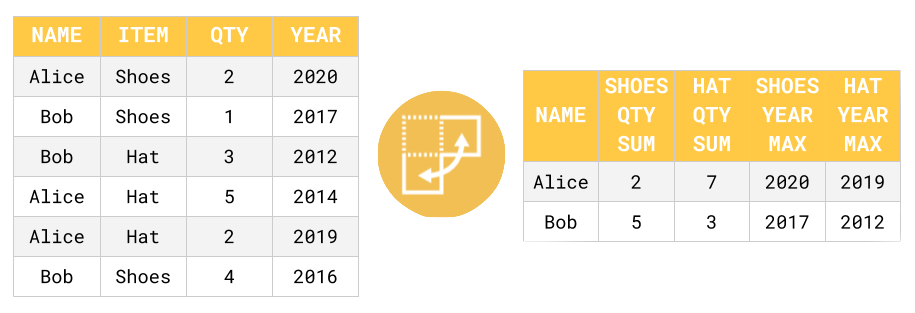 NAME ITEM QTY YEAR
Alice Shoes 2 2020
Bob Shoes 1 2017
Bob Hat 3 2012
Alice Hat 5 2014
Alice Hat 2 2019
Bob Shoes 4 2016
SHOES HAT SHOES HAT
NAME QTY QTY YEAR YEAR
SUM SUM MAX MAX
Alice 2 7 2020 2019
Bob 5 3 2017 2012